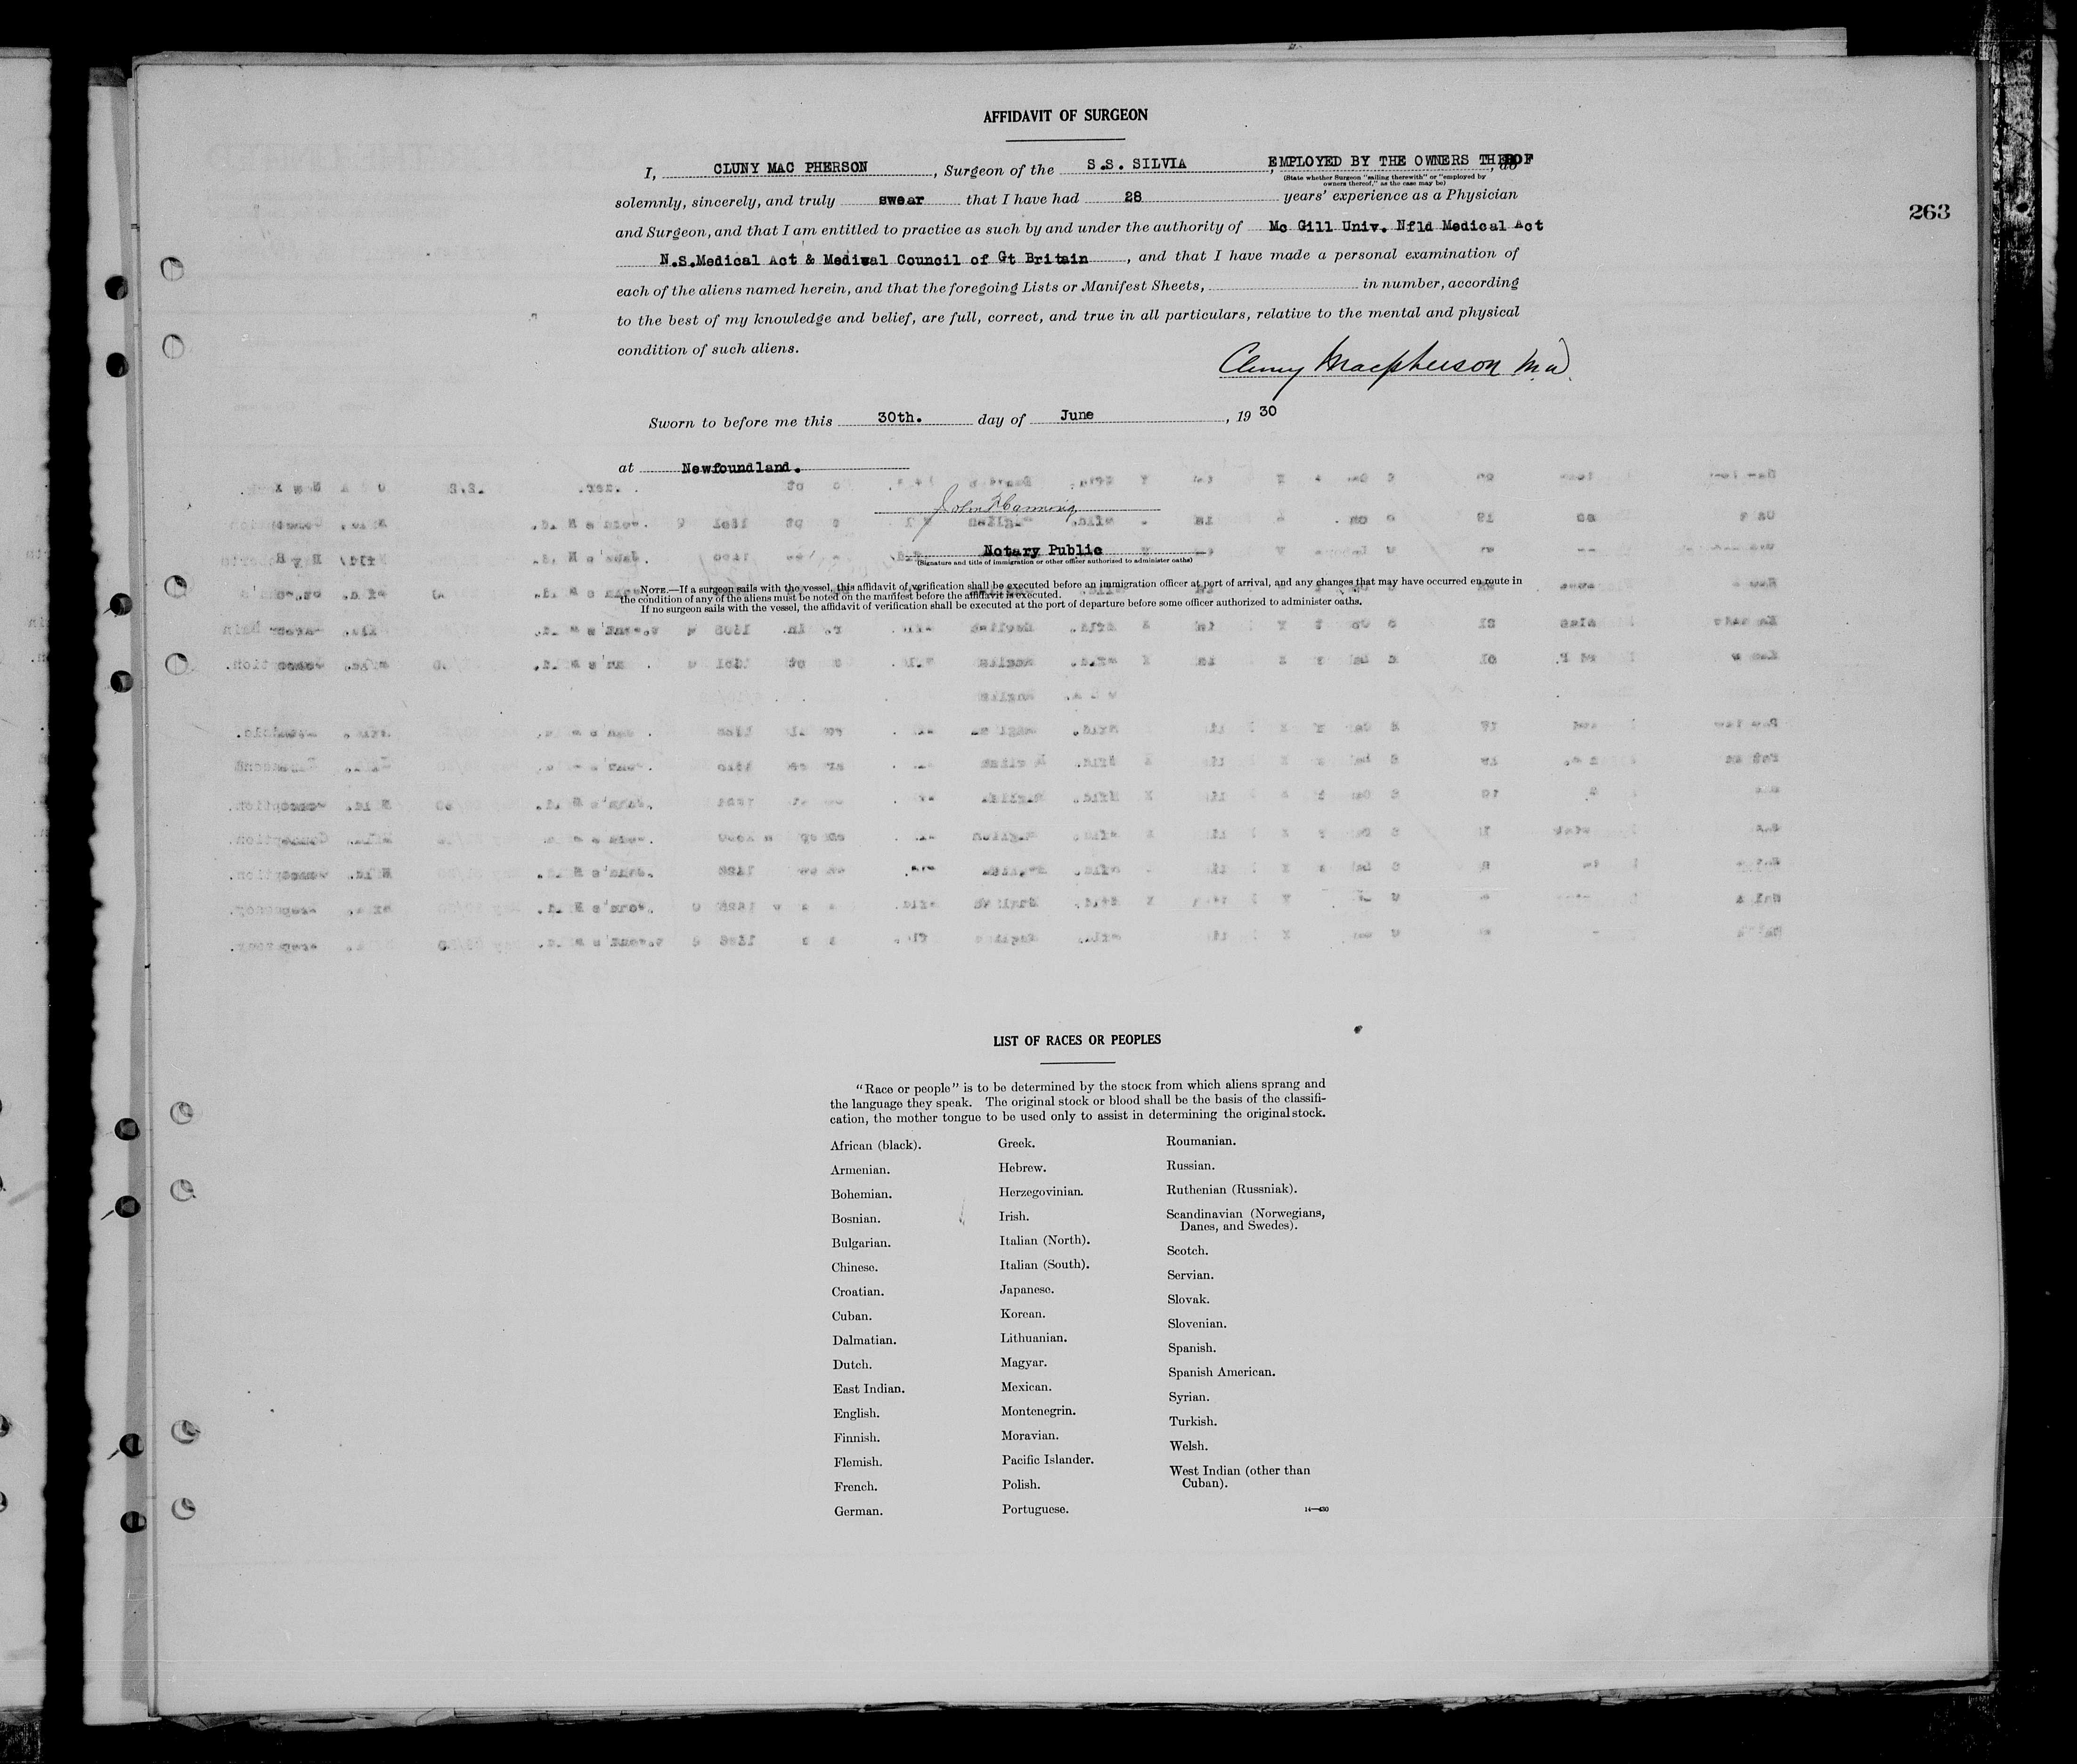 AFFIDAVIT OF SURGEON
I, CLUNY MAC PHERSON, Surgeon of the S.S. SILVIA, EMPLOYED BY THE OWNERS THEROF, do
(State whether Surgeon "sailing therewith" or "employed by
owners thereof," as the case may be)
263
solemnly, sincerely, and truly swear that I have had 28 years' experience as a Physician
and Surgeon, and that I am entitled to practice as such by and under the authority of Mc Gill Univ. Nfld Medical Act
N.S.Medical Act & Mediwal Council of Gt Britain, and that I have made a personal examination of
each of the aliens named herein, and that the foregoing Lists or Manifest Sheets, in number, according
to the best of my knowledge and belief, are full, correct, and true in all particulars, relative to the mental and physical
condition of such aliens.
Cluny Macpherson M.D.
Sworn to before me this 30th. day of June, 19 30
at Newfoundland.
John
Notary Public
(Signature and title of immigration or other officer authorized to administer oaths)
NOTE.—If a surgeon sails with the vessel, this affidavit of verification shall be executed before an immigration officer at port of arrival, and any changes that may have occurred en route in
the condition of any of the aliens must be noted on the manifest before the affidavit is executed.
If no surgeon sails with the vessel, the affidavit of verification shall be executed at the port of departure before some officer authorized to administer oaths.
LIST OF RACES OR PEOPLES
"Race or people" is to be determined by the stock from which aliens sprang and
the language they speak. The original stock or blood shall be the basis of the classifi-
cation, the mother tongue to be used only to assist in determining the original stock.
African (black).
Armenian.
Bohemian.
Bosnian.
Bulgarian.
Chinese.
Croatian.
Cuban.
Dalmatian.
Dutch.
East Indian.
English.
Finnish.
Flemish.
French.
German.
Greek.
Hebrew.
Herzegovinian.
Irish.
Italian (North).
Italian (South).
Japanese.
Korean.
Lithuanian.
Magyar.
Mexican.
Montenegrin.
Moravian.
Pacific Islander.
Polish.
Portuguese.
Roumanian.
Russian.
Ruthenian (Russniak).
Scandinavian (Norwegians,
Danes, and Swedes).
Scotch.
Servian.
Slovak.
Slovenian.
Spanish.
Spanish American.
Syrian.
Turkish.
Welsh.
West Indian (other than
Cuban).
14—430